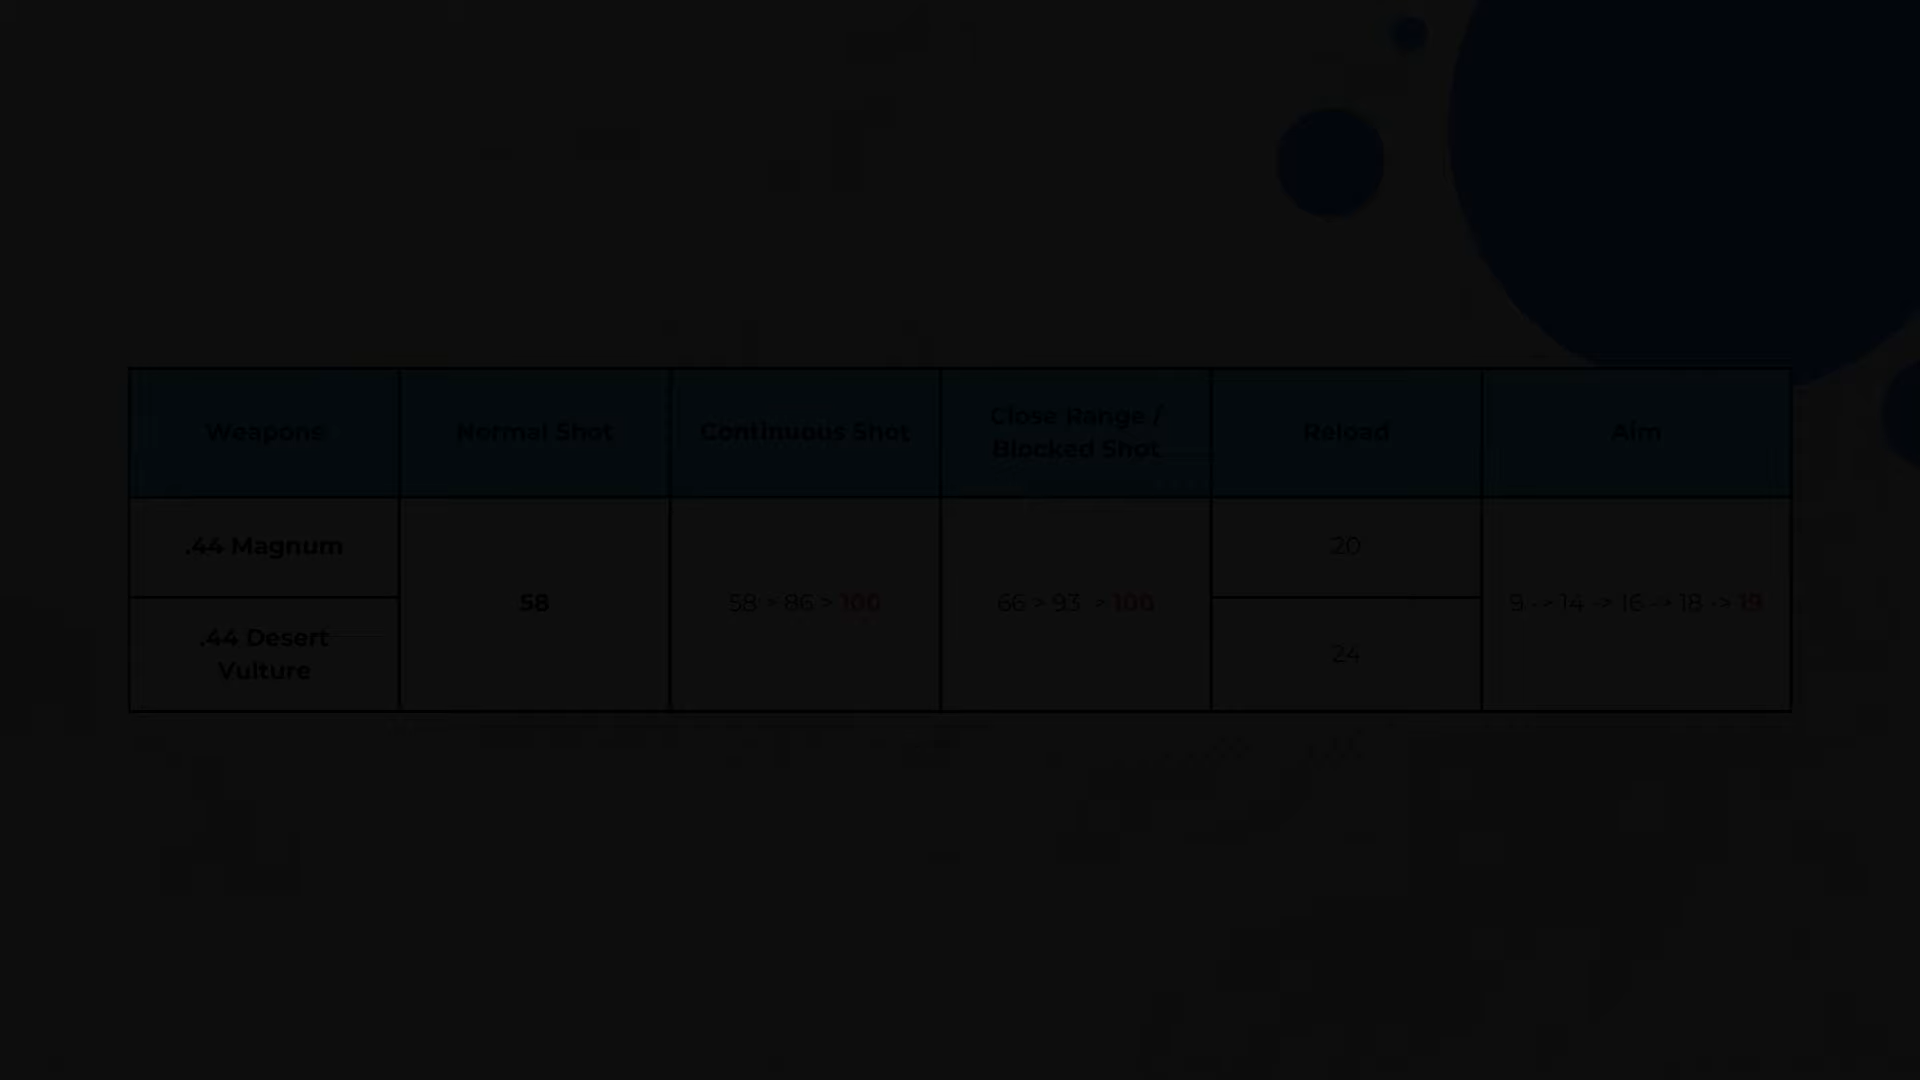 Weapons
Normal Shot
Continuous Shot
Close Range /
Blocked Shot
Reload
Aim
.44 Magnum
.44 Desert
Vulture
58
58 > 86 > 100
66 > 93 > 100
20
24
9 -> 14 -> 16 -> 18 -> 19